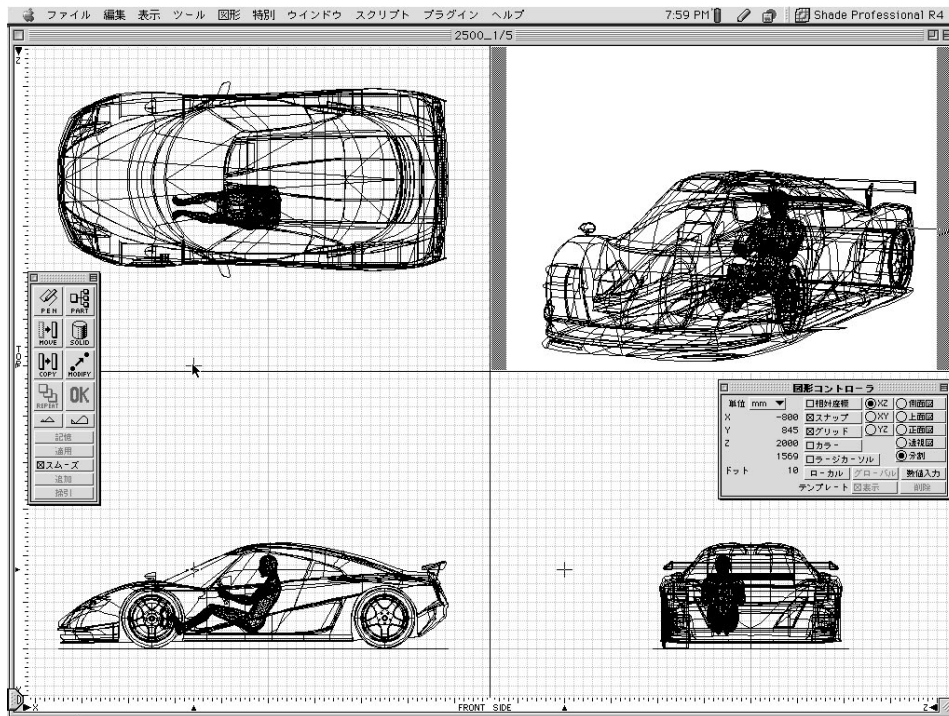 ファイル 編集 表示 ツール 図形 特別 ウインドウ スクリプト プラグイン ヘルプ 7:59 PM Shade Professional R4
2500_1/5
Z
PEN PART
MOVE SOLID
COPY MODIFY
REPEAT OK
記憶
適用
スムーズ
追加
掃引
TOP
図形コントローラ
単位 mm 相対座標 XZ 側面図
X -800 スナップ XY 上面図
Y 845 グリッド YZ 正面図
Z 2000 カラー 透視図
1569 ラージカーソル 分割
ドット 10 ローカル グローバル 数値入力
テンプレート 表示 削除
Y
X FRONT SIDE Z